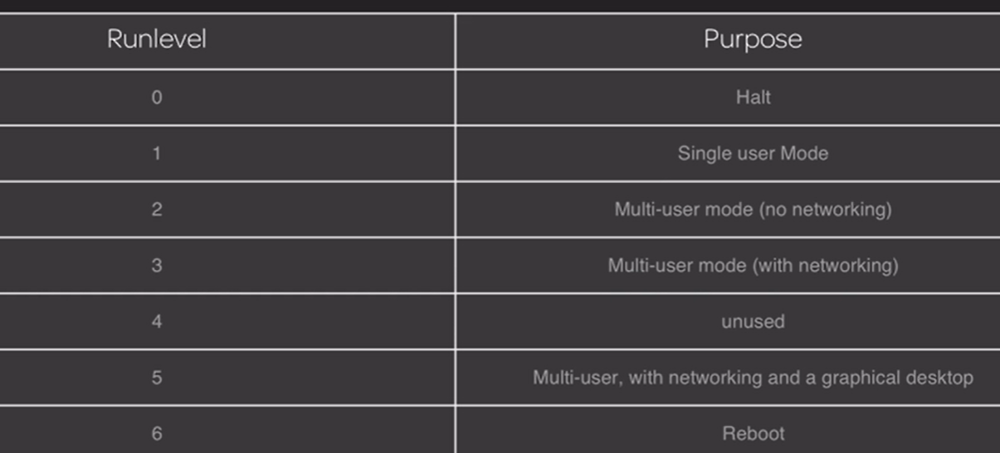 Runlevel Purpose
0 Halt
1 Single user Mode
2 Multi-user mode (no networking)
3 Multi-user mode (with networking)
4 unused
5 Multi-user, with networking and a graphical desktop
6 Reboot